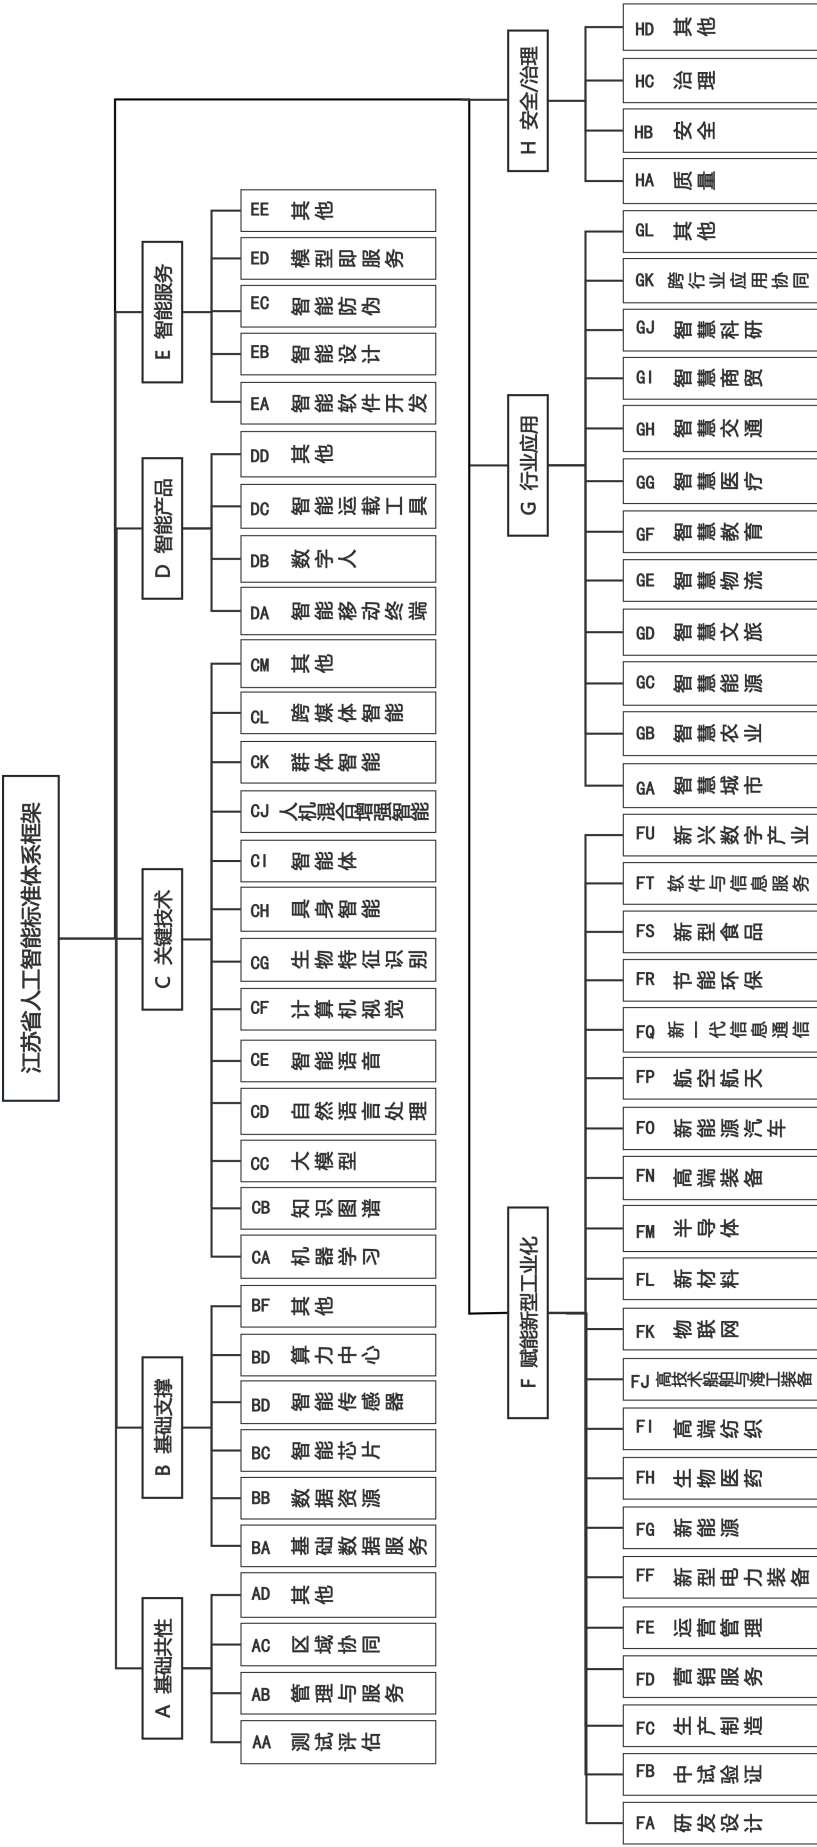 江苏省人工智能标准体系框架
A 基础共性
AA 测试评估
AB 管理与服务
AC 区域协同
AD 其他
B 基础支撑
BA 基础数据服务
BB 数据资源
BC 智能芯片
BD 智能传感器
BD 算力中心
BF 其他
C 关键技术
CA 机器学习
CB 知识图谱
CC 大模型
CD 自然语言处理
CE 智能语音
CF 计算机视觉
CG 生物特征识别
CH 具身智能
CI 智能体
CJ 人机混合增强智能
CK 群体智能
CL 跨媒体智能
CM 其他
D 智能产品
DA 智能移动终端
DB 数字人
DC 智能运载工具
DD 其他
E 智能服务
EA 智能软件开发
EB 智能设计
EC 智能防伪
ED 模型即服务
EE 其他
F 赋能新型工业化
FA 研发设计
FB 中试验证
FC 生产制造
FD 营销服务
FE 运营管理
FF 新型电力装备
FG 新能源
FH 生物医药
FI 高端纺织
FJ 高技术船舶与海工装备
FK 物联网
FL 新材料
FM 半导体
FN 高端装备
FO 新能源汽车
FP 航空航天
FQ 新一代信息通信
FR 节能环保
FS 新型食品
FT 软件与信息服务
FU 新兴数字产业
G 行业应用
GA 智慧城市
GB 智慧农业
GC 智慧能源
GD 智慧文旅
GE 智慧物流
GF 智慧教育
GG 智慧医疗
GH 智慧交通
GI 智慧商贸
GJ 智慧科研
GK 跨行业应用协同
GL 其他
H 安全/治理
HA 质量
HB 安全
HC 治理
HD 其他